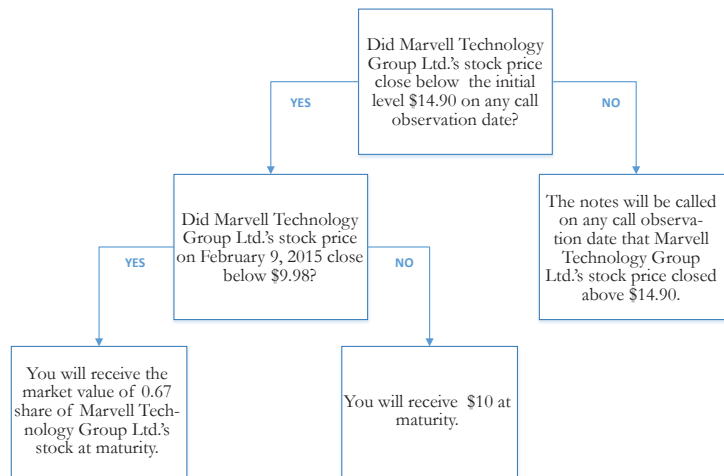 Did Marvell Technology
Group Ltd.'s stock price
close below the initial
level $14.90 on any call
observation date?
YES
NO
Did Marvell Technology
Group Ltd.'s stock price
on February 9, 2015 close
below $9.98?
The notes will be called
on any call observa-
tion date that Marvell
Technology Group
Ltd.'s stock price closed
above $14.90.
YES
NO
You will receive the
market value of 0.67
share of Marvell Tech-
nology Group Ltd.'s
stock at maturity.
You will receive $10 at
maturity.